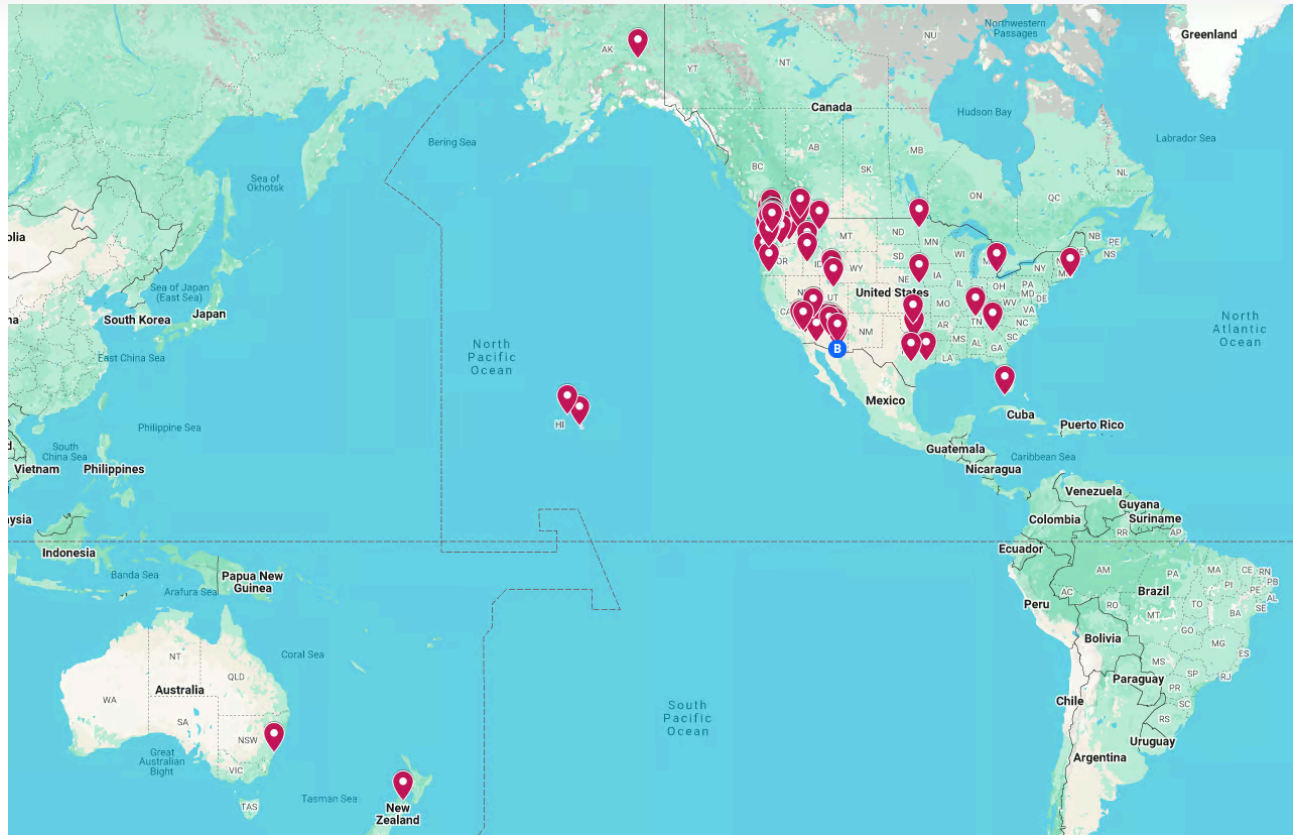 Greenland
Northwestern
Passages
NU
AK
YT
NT
Canada
Hudson Bay
Bering Sea
Labrador Sea
Sea of
Okhotsk
BC
AB
SK
MB
ON
QC
NL
NB
PE
NS
olia
MT
ND
MN
SD
WI
WY
IA
NE
NY
PA
OH
IL
MD
DE
WV
VA
UT
United States
MO
CA
NM
AR
TN
NC
SC
MS
AL
GA
LA
OR
ID
Sea of Japan
(East Sea)
South Korea
Japan
na
East China Sea
North
Pacific
Ocean
North
Atlantic
Ocean
B
Mexico
Cuba
Puerto Rico
HI
Philippine Sea
South
China Sea
Vietnam
Philippines
Guatemala
Caribbean Sea
Nicaragua
Venezuela
Guyana
Suriname
Colombia
RR
AP
aysia
Indonesia
Ecuador
Banda Sea
Papua New
Guinea
Arafura Sea
AM
PA
MA
CE
RN
PB
PI
PE
AL
SE
AC
Brazil
Peru
RO
TO
BA
MT
Bolivia
GO
MG
ES
MS
SP
RJ
Paraguay
PR
SC
Chile
RS
Uruguay
Argentina
Coral Sea
NT
QLD
Australia
WA
SA
NSW
Great
Australian
Bight
VIC
TAS
Tasman Sea
New
Zealand
South
Pacific
Ocean